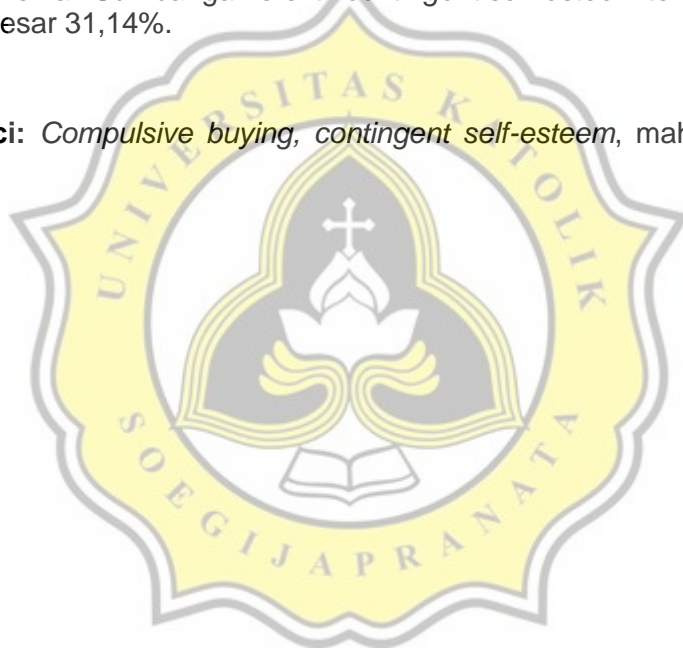 esar 31,14%.
ci: Compulsive buying, contingent self-esteem, mah
UNIVERSITAS KATOLIK
SOEGIJAPRANATA